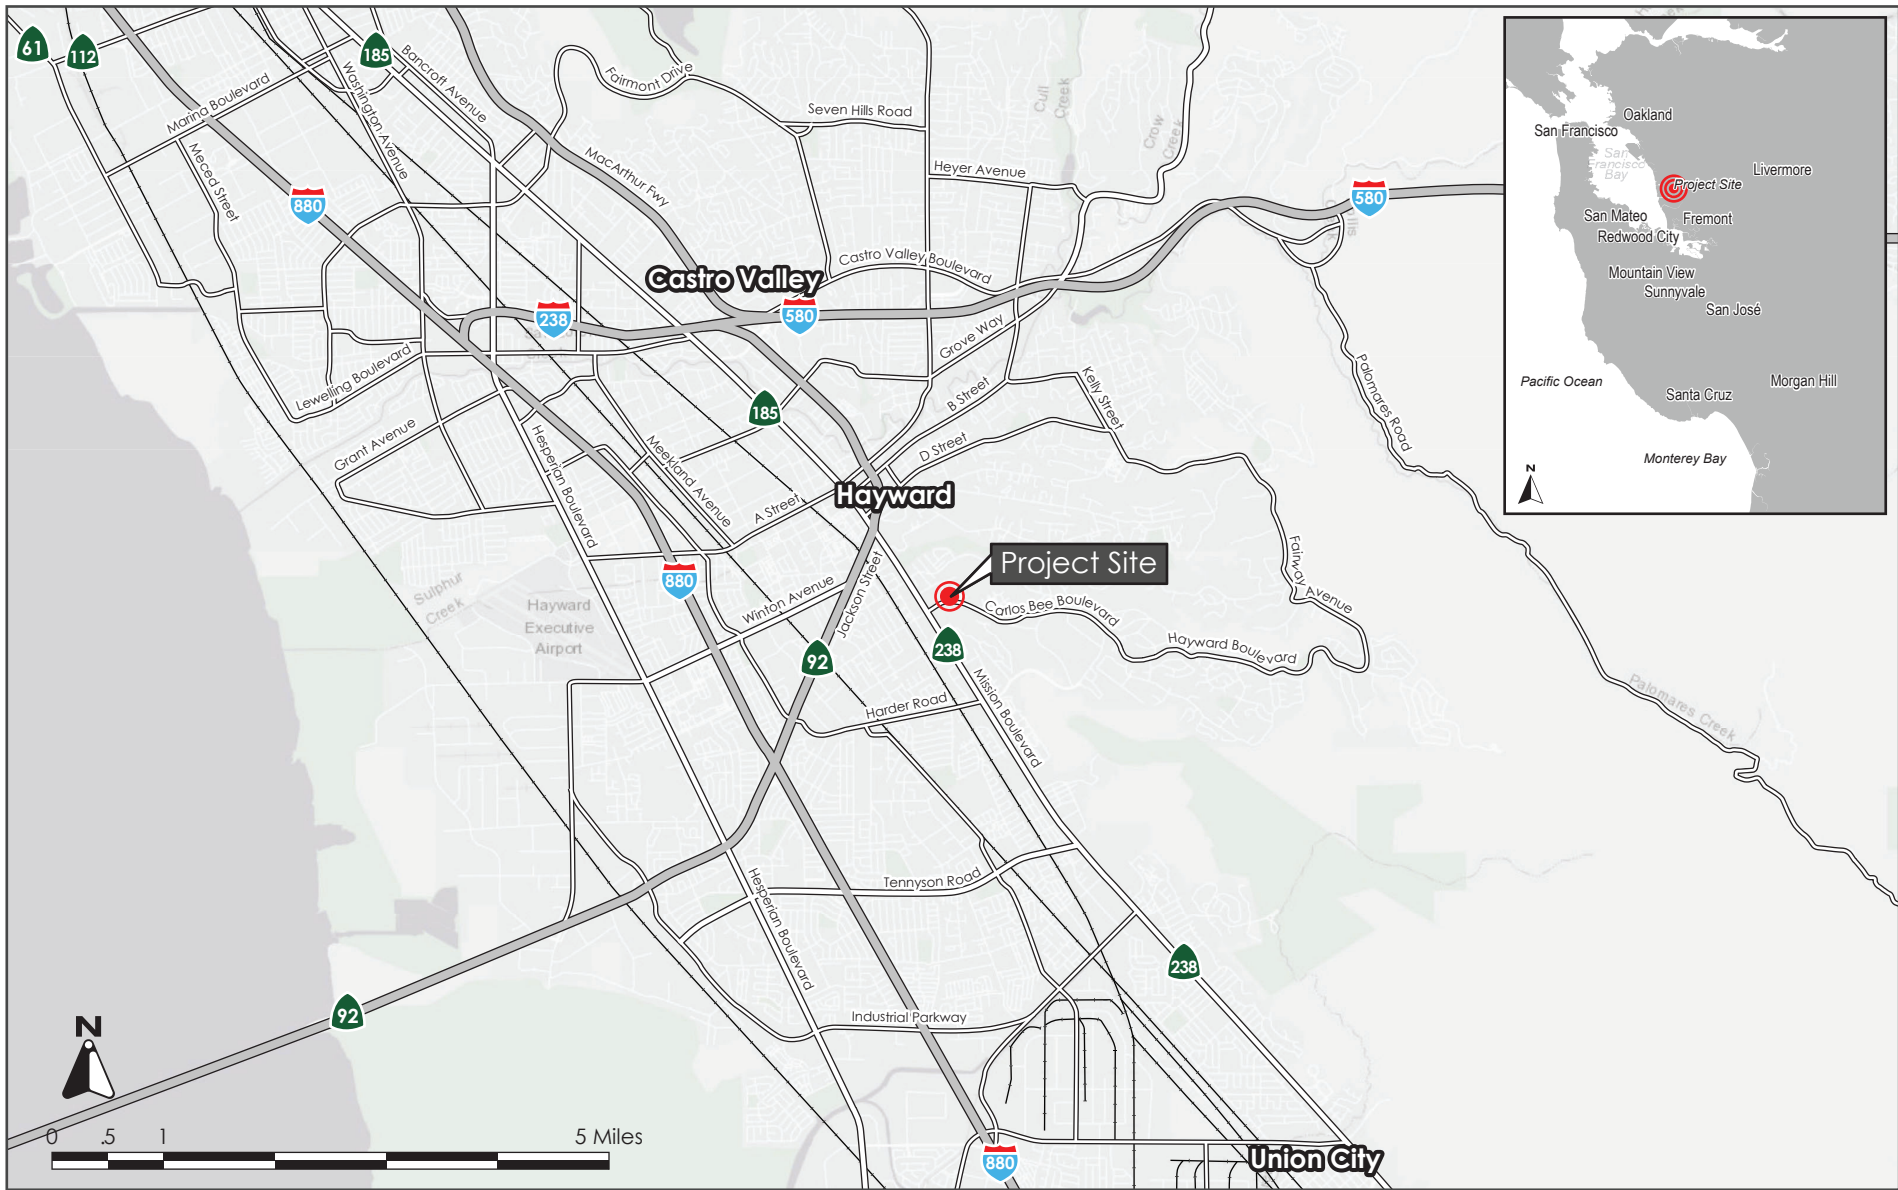 61
112
185
Bancroft Avenue
Washington Avenue
Marina Boulevard
Meced Street
880
Fairmont Drive
Seven Hills Road
MacArthur Fwy
Cull
Creek
Crow
Creek
Heyer Avenue
580
Castro Valley Boulevard
Castro Valley
238
580
Grove Way
Lewelling Boulevard
185
B Street
Kelly Street
Palomares Road
Grant Avenue
Hesperian Boulevard
Meekland Avenue
D Street
A Street
Hayward
Project Site
Fairway Avenue
880
Sulphur
Creek
Hayward
Executive
Airport
Winton Avenue
Jackson Street
Carlos Bee Boulevard
Hayward Boulevard
92
238
Mission Boulevard
Harder Road
Palomares Creek
Tennyson Road
Hesperian Boulevard
238
92
Industrial Parkway
880
Union City
N
0 .5 1 5 Miles
Oakland
San Francisco
San
Francisco
Bay
Livermore
Project Site
San Mateo
Fremont
Redwood City
Mountain View
Sunnyvale
San José
Pacific Ocean
Morgan Hill
Santa Cruz
Monterey Bay
N